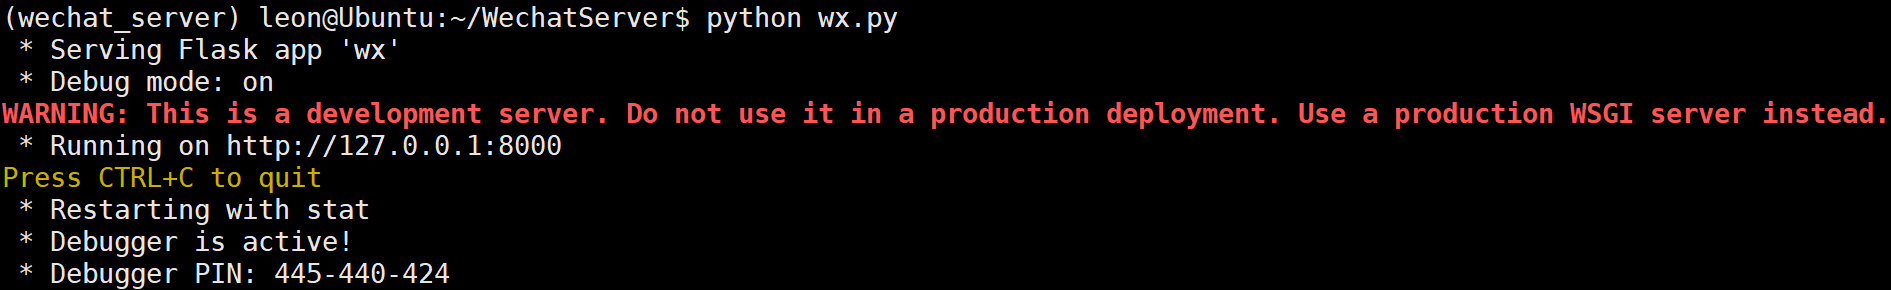 (wechat_server) leon@Ubuntu:~/WechatServer$ python wx.py
* Serving Flask app 'wx'
* Debug mode: on
WARNING: This is a development server. Do not use it in a production deployment. Use a production WSGI server instead.
* Running on http://127.0.0.1:8000
Press CTRL+C to quit
* Restarting with stat
* Debugger is active!
* Debugger PIN: 445-440-424